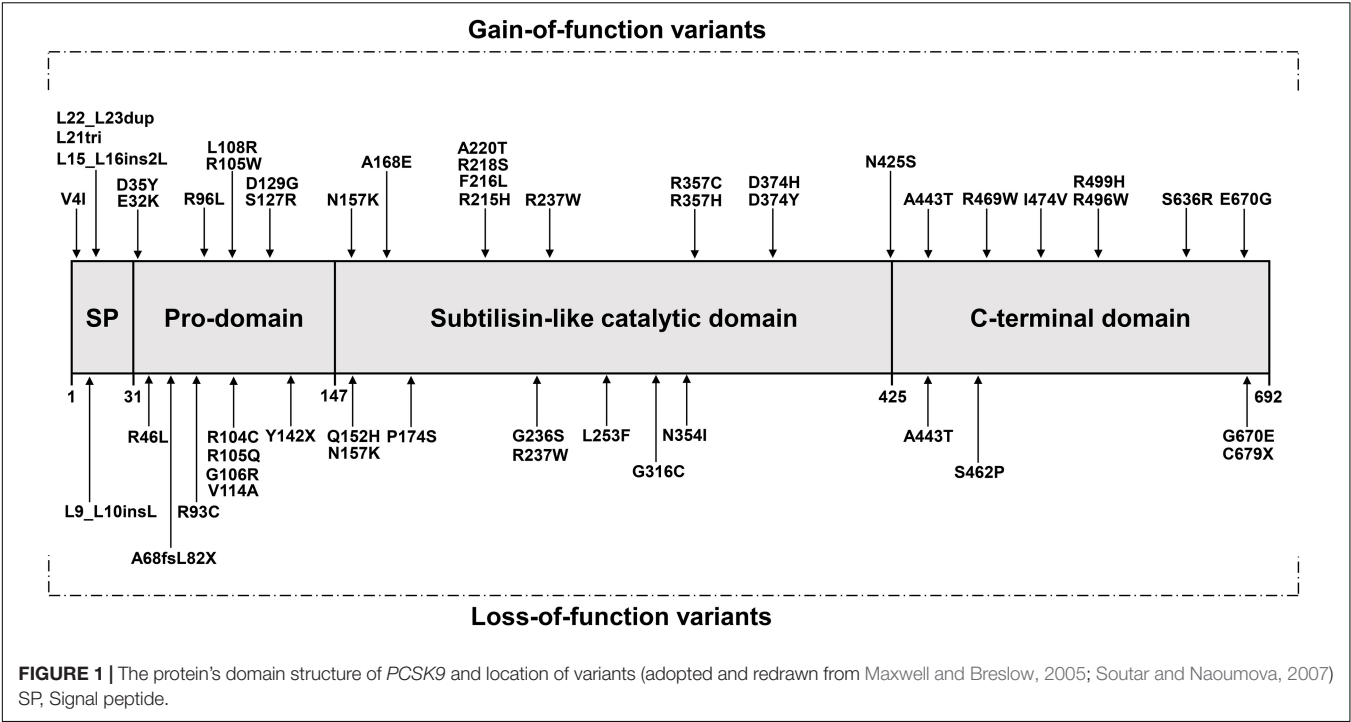 Gain-of-function variants
L22_L23dup
L21tri
L15_L16ins2L
V4I
D35Y
E32K
R96L
L108R
R105W
D129G
S127R
N157K
A168E
A220T
R218S
F216L
R215H
R237W
R357C
R357H
D374H
D374Y
N425S
A443T
R469W
I474V
R499H
R496W
S636R
E670G
SP
Pro-domain
Subtilisin-like catalytic domain
C-terminal domain
1
31
147
425
692
L9_L10insL
R46L
A68fsL82X
R93C
R104C
R105Q
G106R
V114A
Y142X
Q152H
N157K
P174S
G236S
R237W
L253F
G316C
N354I
A443T
S462P
G670E
C679X
Loss-of-function variants
FIGURE 1 | The protein's domain structure of PCSK9 and location of variants (adopted and redrawn from Maxwell and Breslow, 2005; Soutar and Naoumova, 2007)
SP, Signal peptide.